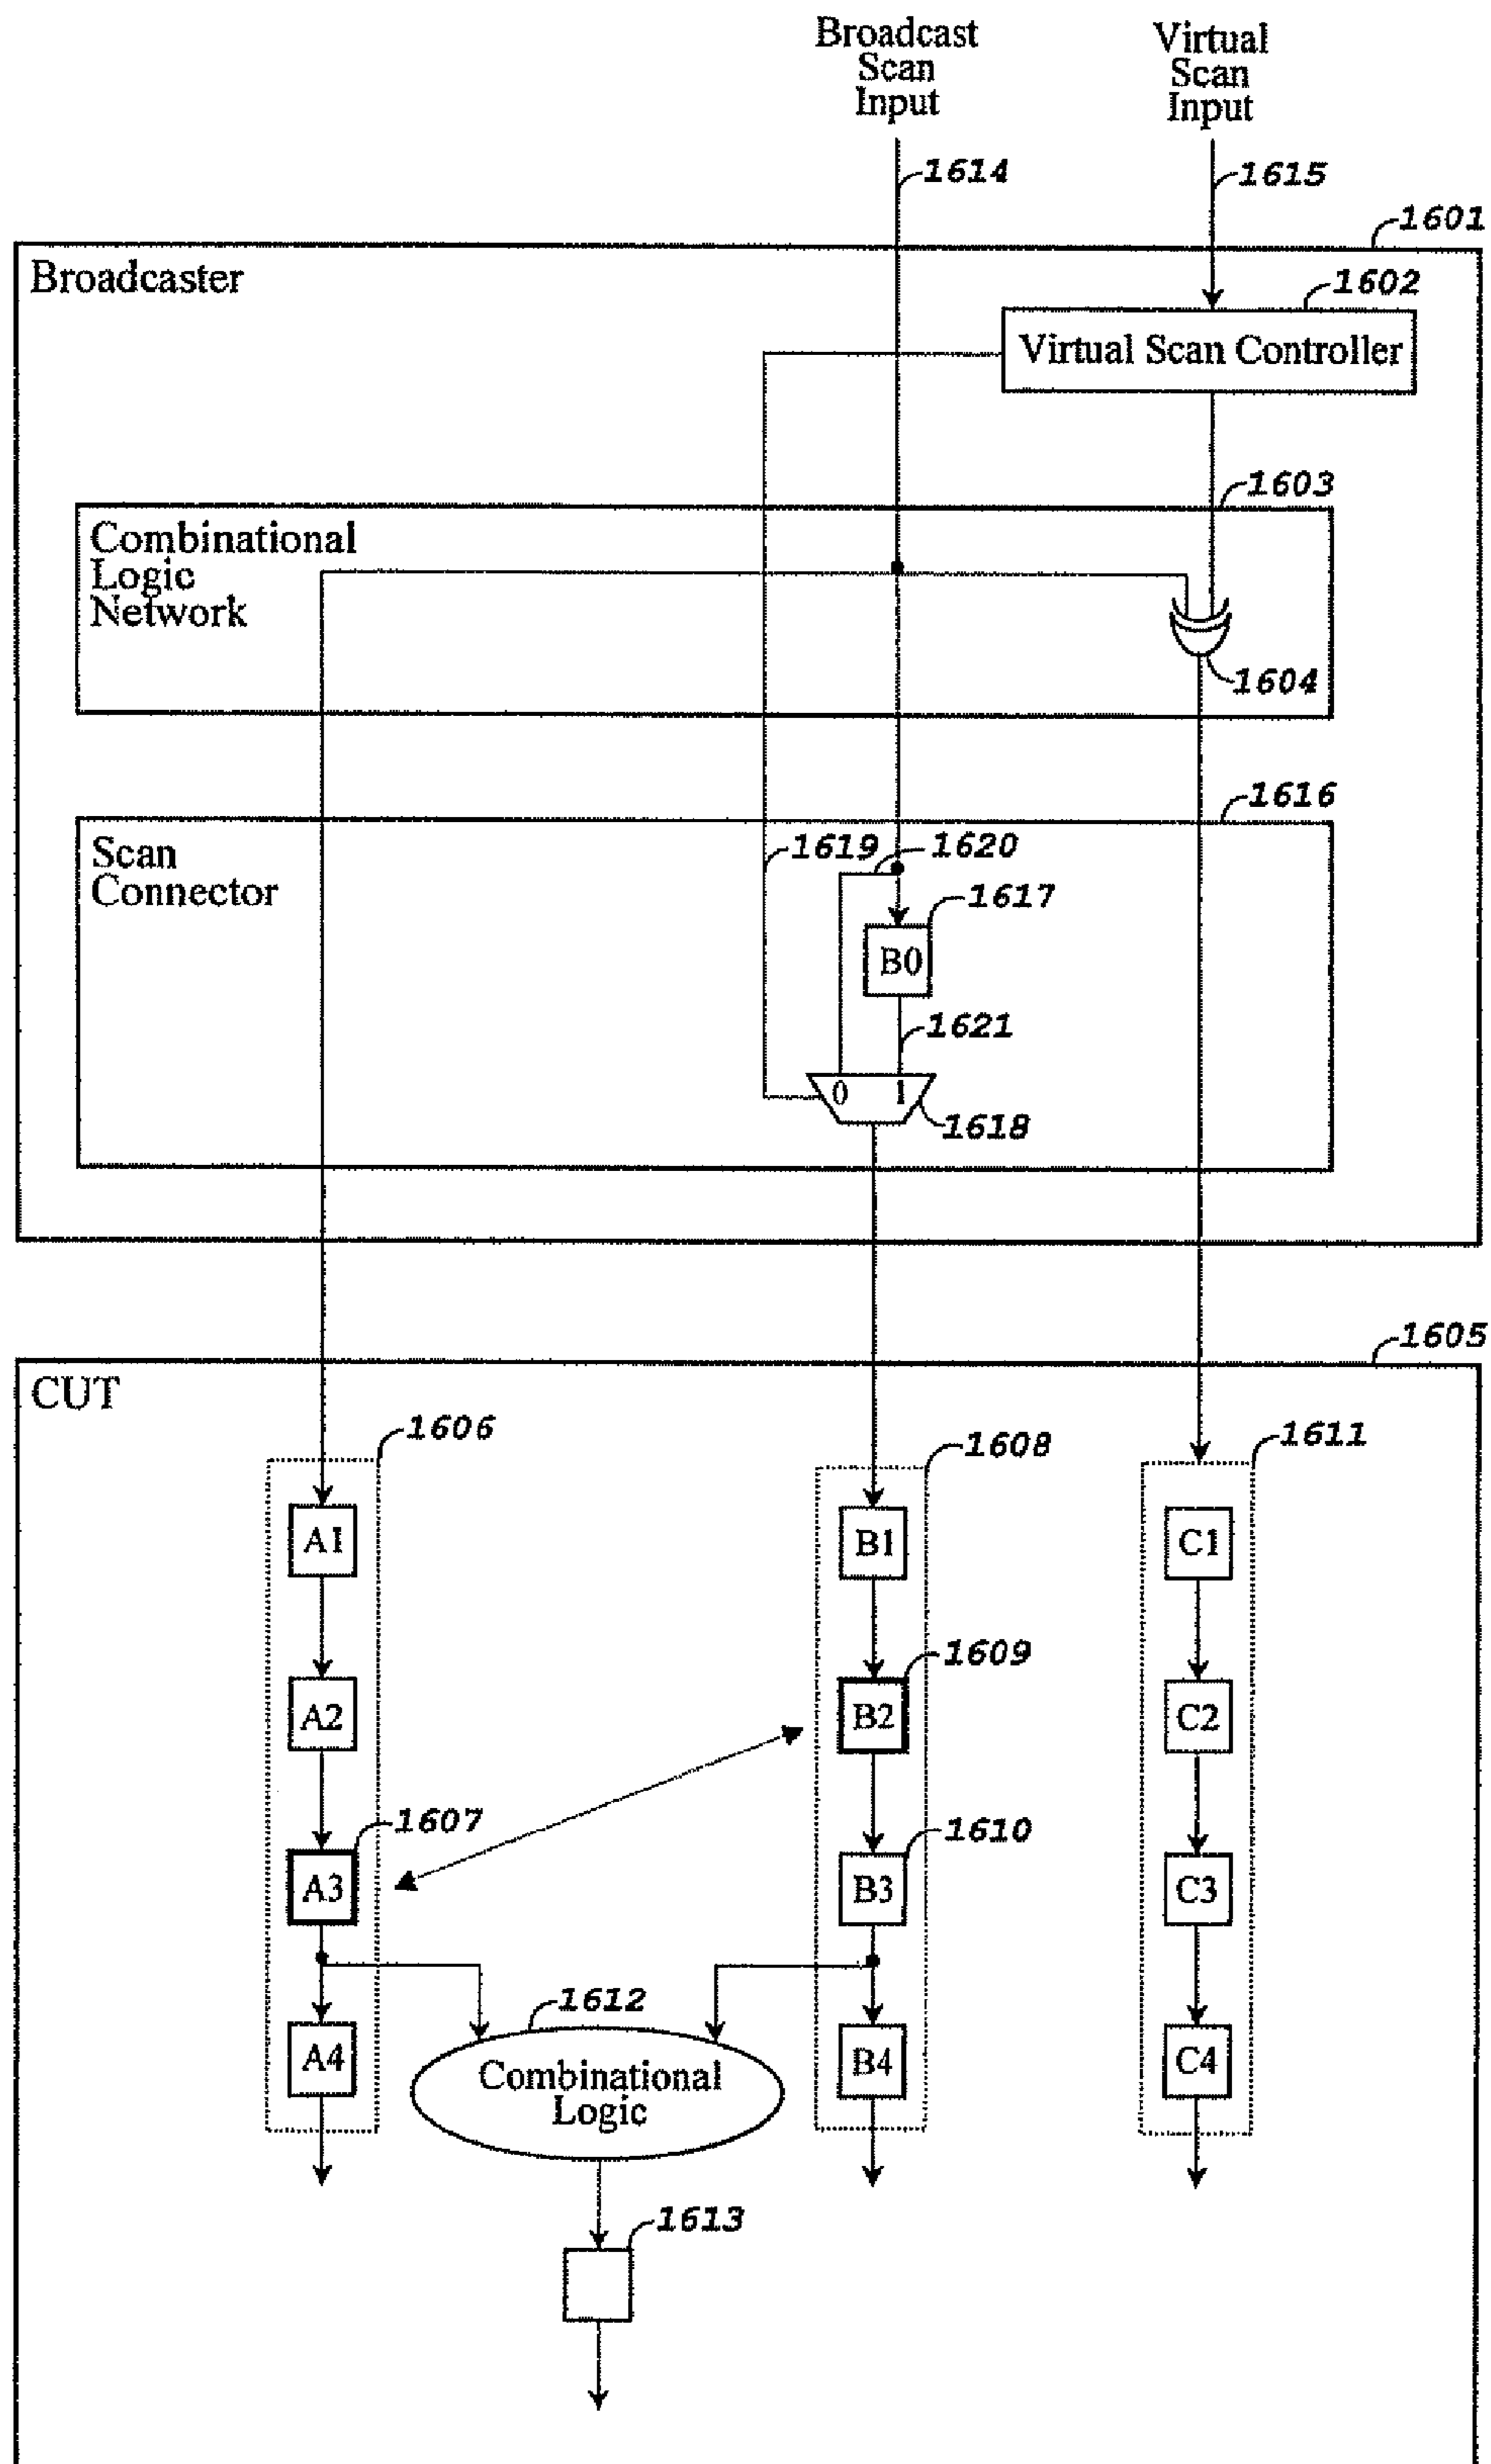 Broadcast
Scan
Input
Virtual
Scan
Input
1614
1615
1601
Broadcaster
1602
Virtual Scan Controller
1603
Combinational
Logic
Network
1604
1616
Scan
Connector
1619
1620
1617
B0
1621
0 1
1618
1605
CUT
1606
1608
1611
A1
B1
C1
1609
A2
B2
C2
1607
1610
A3
B3
C3
1612
A4
Combinational
Logic
B4
C4
1613